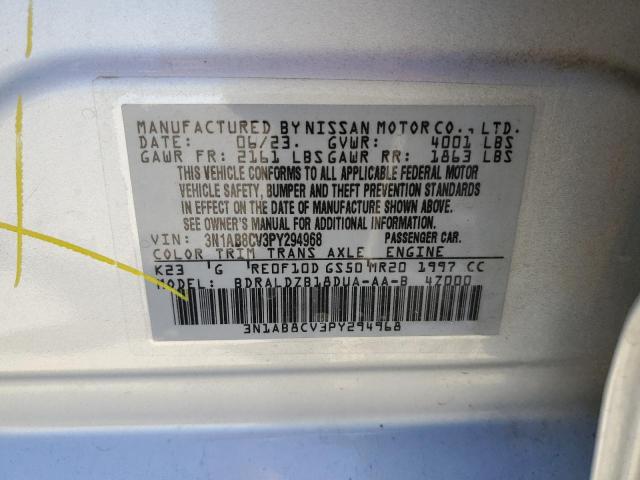 MANUFACTURED BY NISSAN MOTOR CO., LTD.
DATE: 06/23. GVWR: 4001 LBS
GAWR FR: 2161 LBS GAWR RR: 1863 LBS
THIS VEHICLE CONFORMS TO ALL APPLICABLE FEDERAL MOTOR
VEHICLE SAFETY, BUMPER AND THEFT PREVENTION STANDARDS
IN EFFECT ON THE DATE OF MANUFACTURE SHOWN ABOVE.
SEE OWNER'S MANUAL FOR ADDITIONAL INFORMATION.
VIN: 3N1AB8CV3PY294968 PASSENGER CAR.
COLOR TRIM TRANS AXLE ENGINE
K23 G RE0F10D GS50 MR20 1997 CC
MODEL: BDRALDZB18DUA-AA-B 4Z000
3N1AB8CV3PY294968